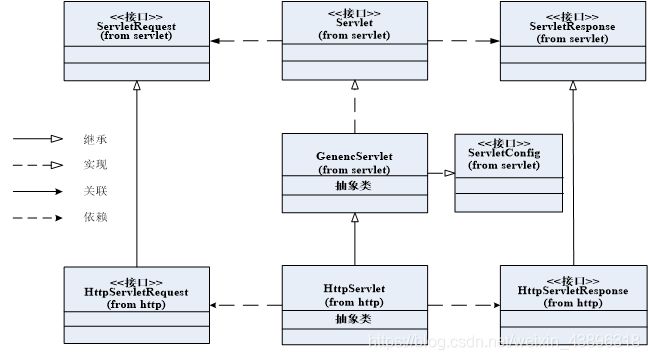 <<接口>>
ServletRequest
(from servlet)
<<接口>>
Servlet
(from servlet)
<<接口>>
ServletResponse
(from servlet)
继承
实现
关联
依赖
GenencServlet
(from servlet)
抽象类
<<接口>>
ServletConfig
(from servlet)
<<接口>>
HttpServletRequest
(from http)
HttpServlet
(from http)
抽象类
<<接口>>
HttpServletResponse
(from http)
https://blog.csdn.net/weixin_43896318